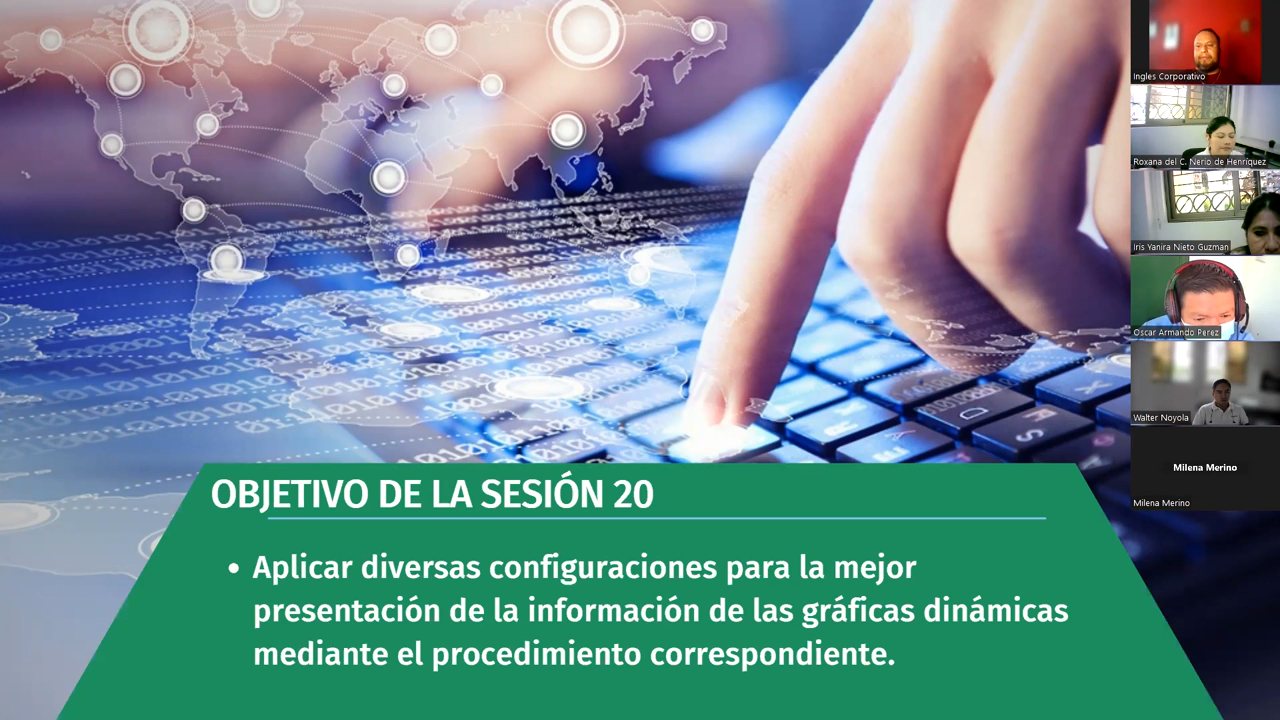 OBJETIVO DE LA SESIÓN 20
• Aplicar diversas configuraciones para la mejor
presentación de la información de las gráficas dinámicas
mediante el procedimiento correspondiente.
Ingles Corporativo
Roxana del C. Nerio de Henríquez
Iris Yanira Nieto Guzman
Oscar Armando Perez
Walter Noyola
Milena Merino
Milena Merino